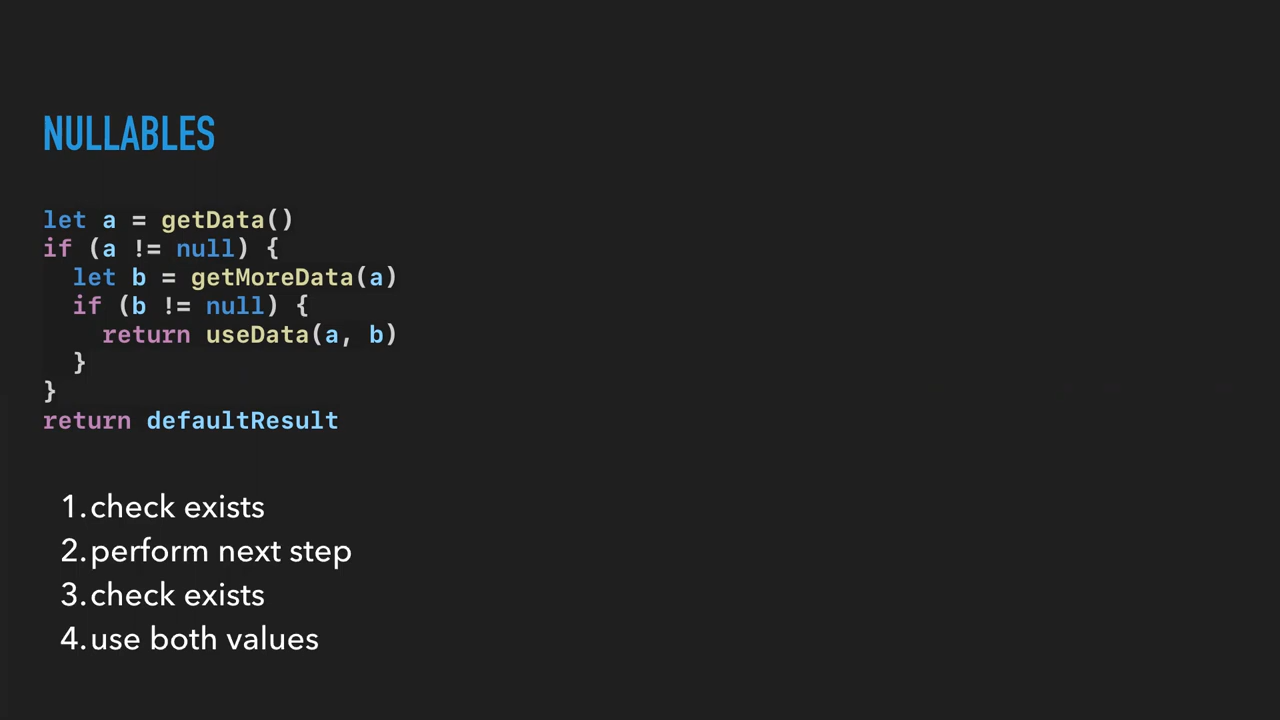 NULLABLES
let a = getData()
if (a != null) {
  let b = getMoreData(a)
  if (b != null) {
    return useData(a, b)
  }
}
return defaultResult
1. check exists
2. perform next step
3. check exists
4. use both values